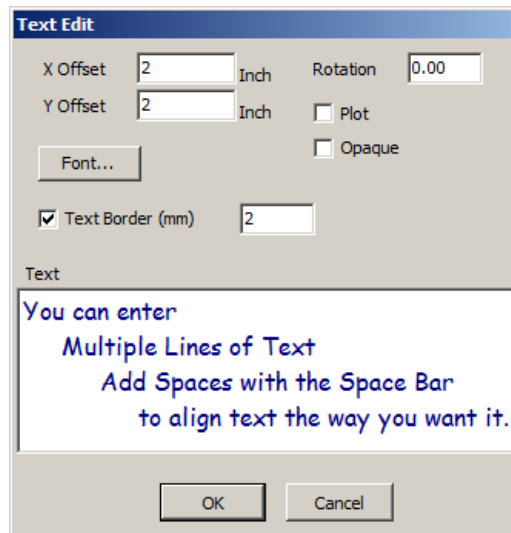 Text Edit
X Offset 2 Inch Rotation 0.00
Y Offset 2 Inch Plot
Opaque
Font...
Text Border (mm) 2
Text
You can enter
Multiple Lines of Text
Add Spaces with the Space Bar
to align text the way you want it.
OK Cancel